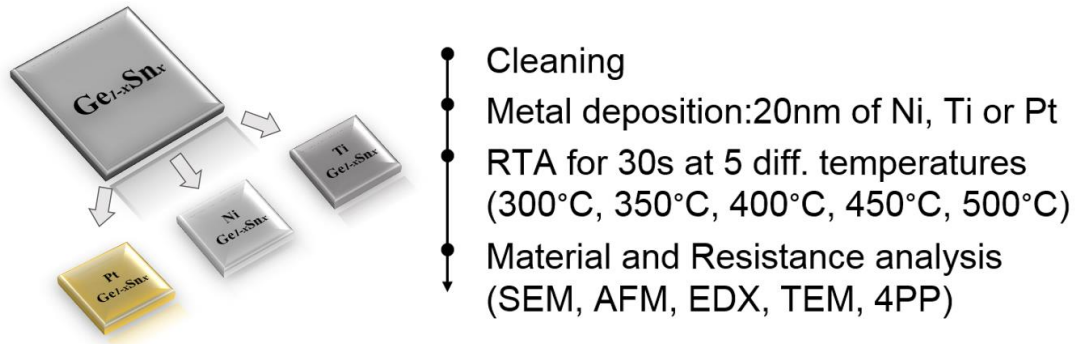 Ge1-xSnx
Ti
Ge1-xSnx
Ni
Ge1-xSnx
Pt
Ge1-xSnx
Cleaning
Metal deposition:20nm of Ni, Ti or Pt
RTA for 30s at 5 diff. temperatures
(300°C, 350°C, 400°C, 450°C, 500°C)
Material and Resistance analysis
(SEM, AFM, EDX, TEM, 4PP)